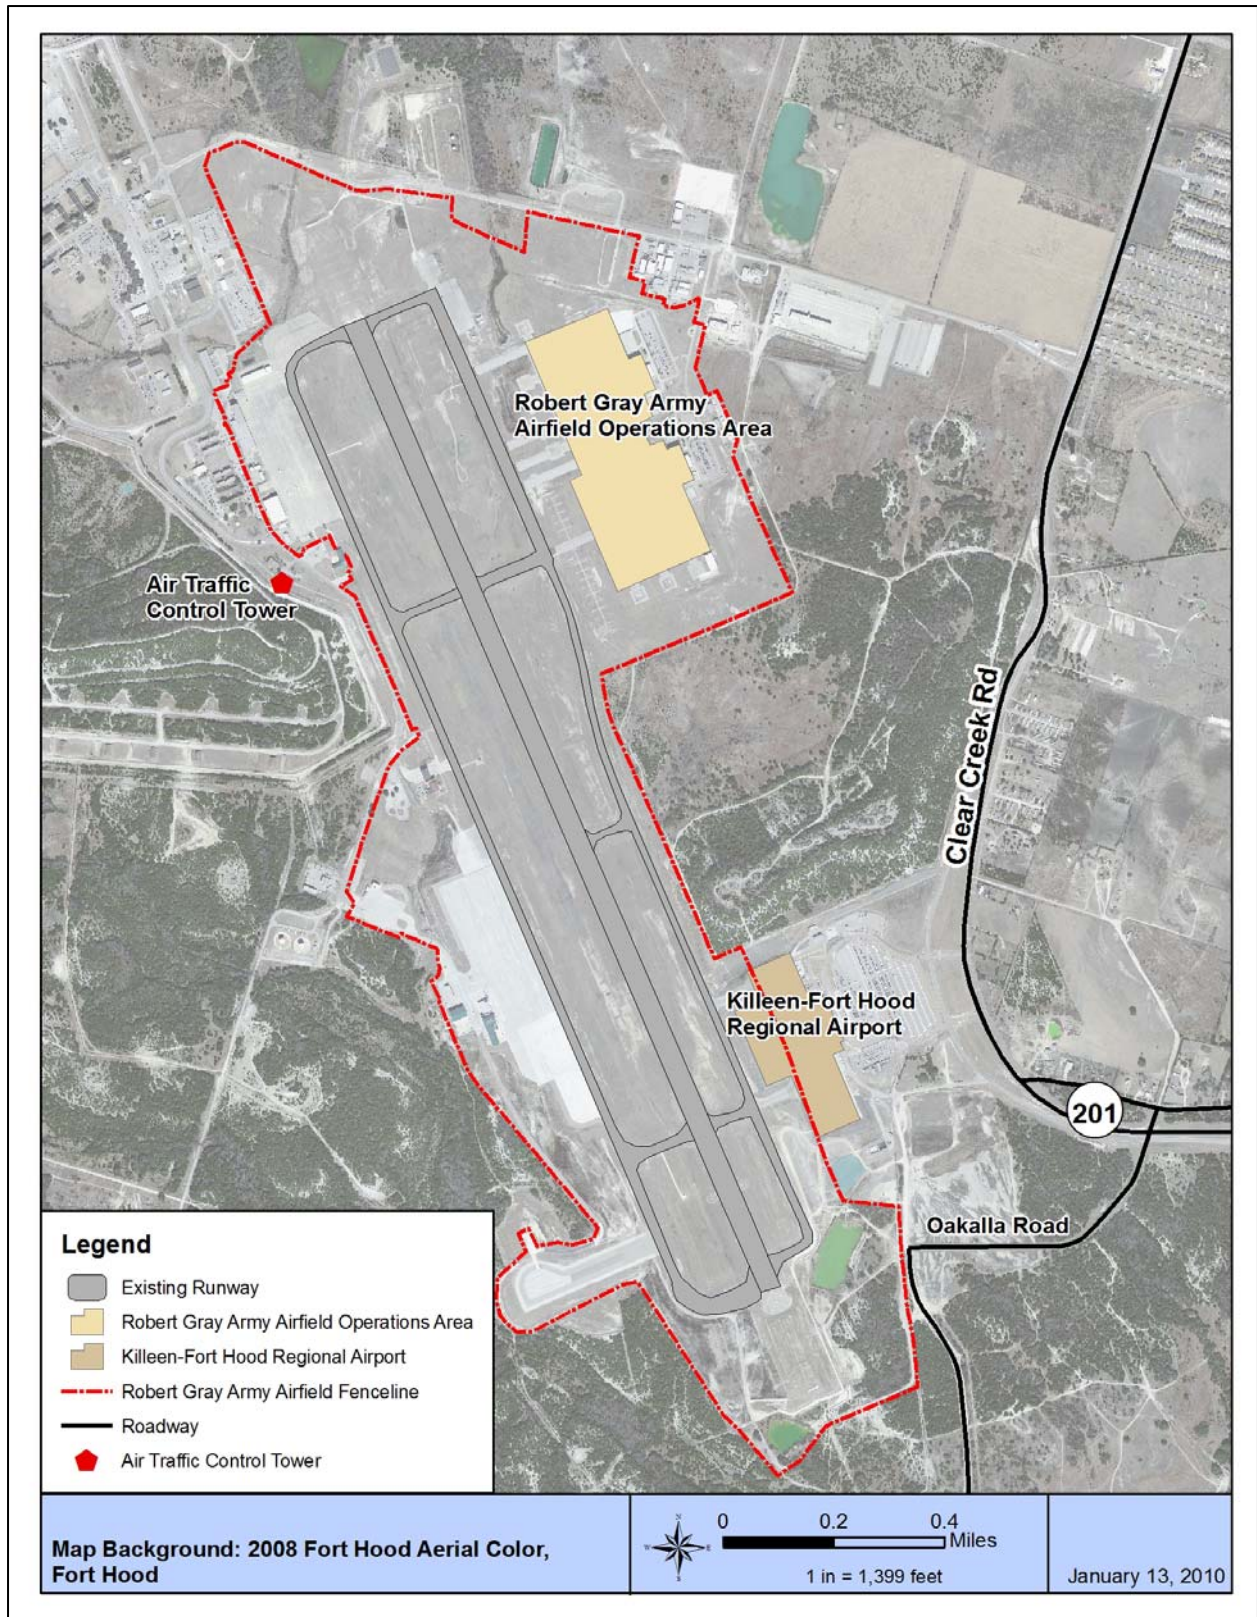 Robert Gray Army
Airfield Operations Area
Air Traffic
Control Tower
Clear Creek Rd
Killeen-Fort Hood
Regional Airport
201
Oakalla Road
Legend
Existing Runway
Robert Gray Army Airfield Operations Area
Killeen-Fort Hood Regional Airport
Robert Gray Army Airfield Fenceline
Roadway
Air Traffic Control Tower
Map Background: 2008 Fort Hood Aerial Color,
Fort Hood
N
W
E
S
0 0.2 0.4
Miles
1 in = 1,399 feet
January 13, 2010